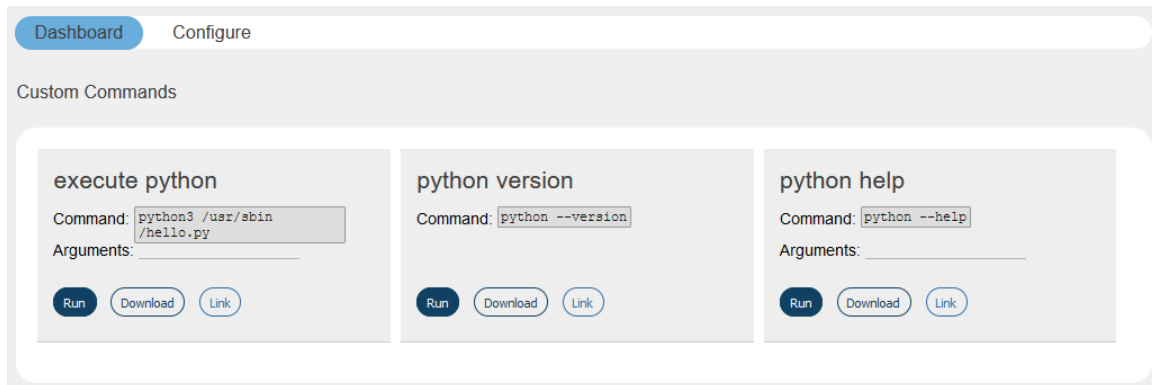 Dashboard Configure
Custom Commands
execute python
Command: python3 /usr/sbin
/hello.py
Arguments:
Run Download Link
python version
Command: python --version
Run Download Link
python help
Command: python --help
Arguments:
Run Download Link